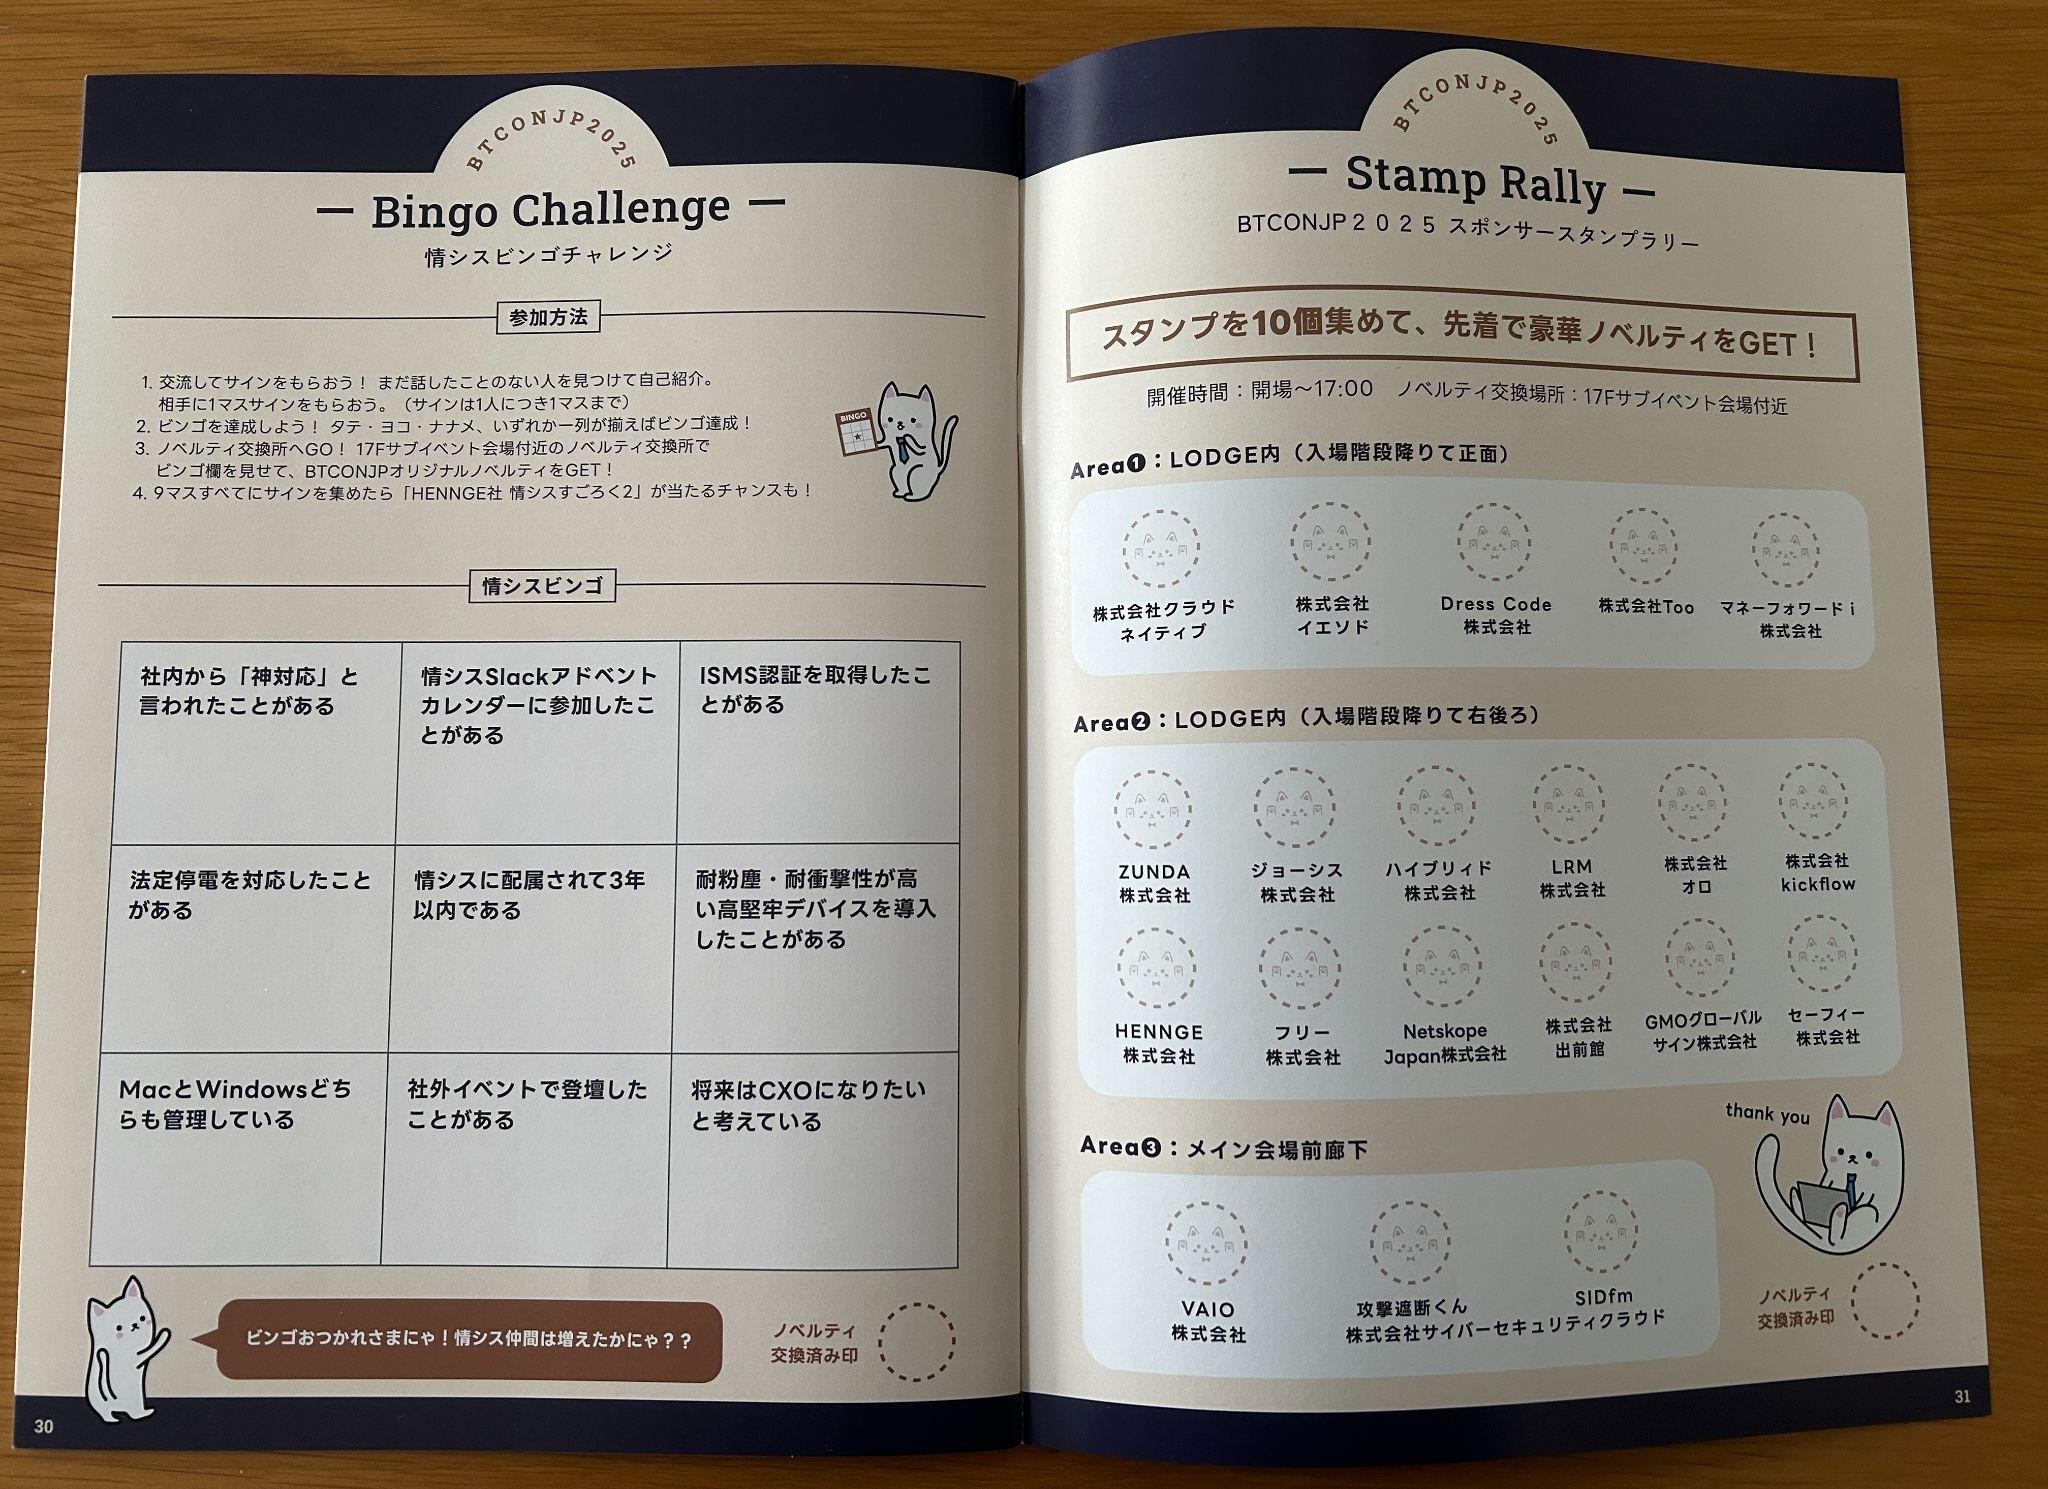 BTCONJP2025
— Bingo Challenge —
情シスビンゴチャレンジ
参加方法
1. 交流してサインをもらおう！ まだ話したことのない人を見つけて自己紹介。
相手に1マスサインをもらおう。（サインは1人につき1マスまで）
2. ビンゴを達成しよう！ タテ・ヨコ・ナナメ、いずれか一列が揃えばビンゴ達成！
3. ノベルティ交換所へGO！ 17Fサブイベント会場付近のノベルティ交換所で
ビンゴ欄を見せて、BTCONJPオリジナルノベルティをGET！
4. 9マスすべてにサインを集めたら「HENNGE社 情シスすごろく2」が当たるチャンスも！
BINGO
情シスビンゴ
社内から「神対応」と
言われたことがある
情シスSlackアドベント
カレンダーに参加したこ
とがある
ISMS認証を取得したこ
とがある
法定停電を対応したこと
がある
情シスに配属されて3年
以内である
耐粉塵・耐衝撃性が高
い高堅牢デバイスを導入
したことがある
MacとWindowsどち
らも管理している
社外イベントで登壇した
ことがある
将来はCXOになりたい
と考えている
ビンゴおつかれさまにゃ！情シス仲間は増えたかにゃ？？
ノベルティ
交換済み印
30
BTCONJP2025
— Stamp Rally —
BTCONJP２０２５ スポンサースタンプラリー
スタンプを10個集めて、先着で豪華ノベルティをGET！
開催時間：開場～17:00 ノベルティ交換場所：17Fサブイベント会場付近
Area❶：LODGE内（入場階段降りて正面）
株式会社クラウド
ネイティブ
株式会社
イエソド
Dress Code
株式会社
株式会社Too
マネーフォワード i
株式会社
Area❷：LODGE内（入場階段降りて右後ろ）
ZUNDA
株式会社
ジョーシス
株式会社
ハイブリィド
株式会社
LRM
株式会社
株式会社
オロ
株式会社
kickflow
HENNGE
株式会社
フリー
株式会社
Netskope
Japan株式会社
株式会社
出前館
GMOグローバル
サイン株式会社
セーフィー
株式会社
thank you
Area❸：メイン会場前廊下
VAIO
株式会社
攻撃遮断くん
SIDfm
株式会社サイバーセキュリティクラウド
ノベルティ
交換済み印
31